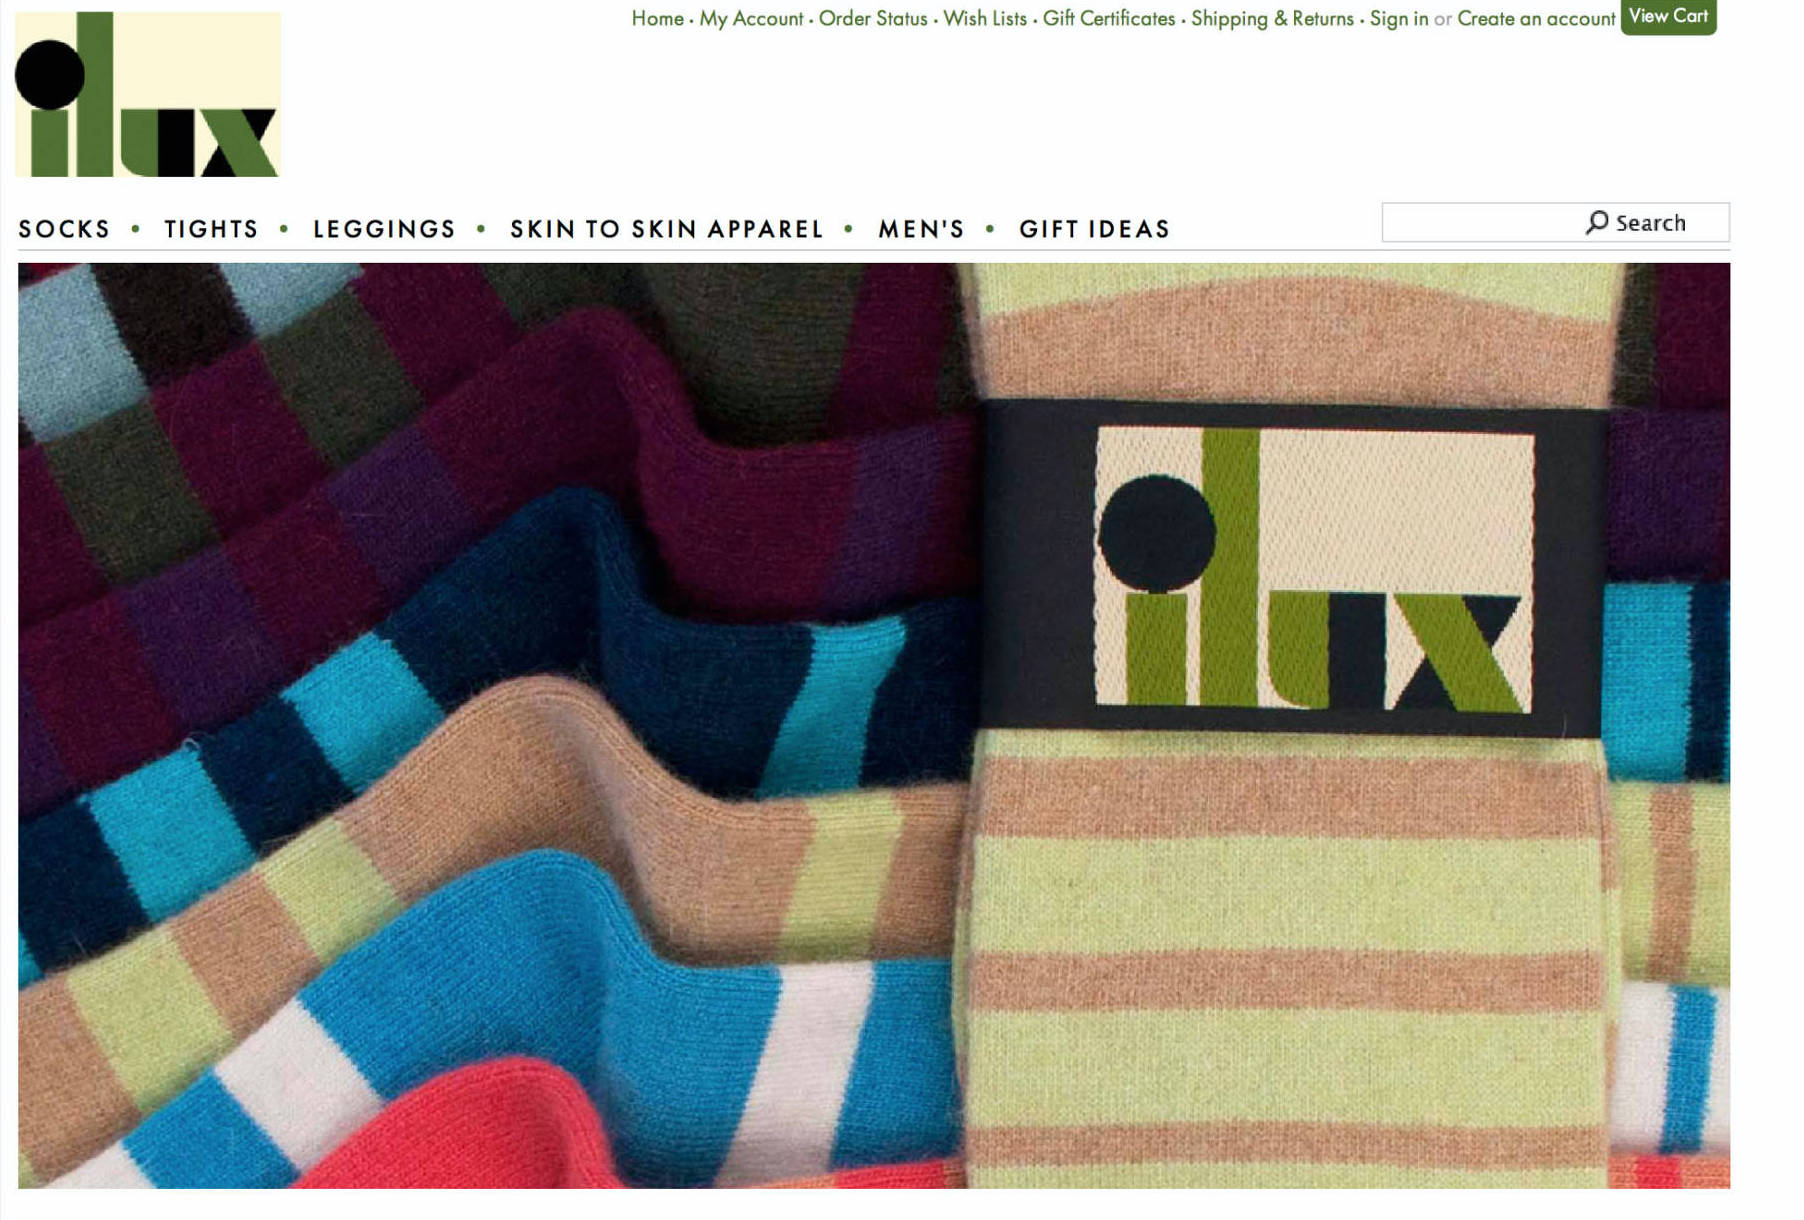 Home · My Account · Order Status · Wish Lists · Gift Certificates · Shipping & Returns · Sign in or Create an account View Cart
ilux
SOCKS • TIGHTS • LEGGINGS • SKIN TO SKIN APPAREL • MEN'S • GIFT IDEAS
Search
ilux